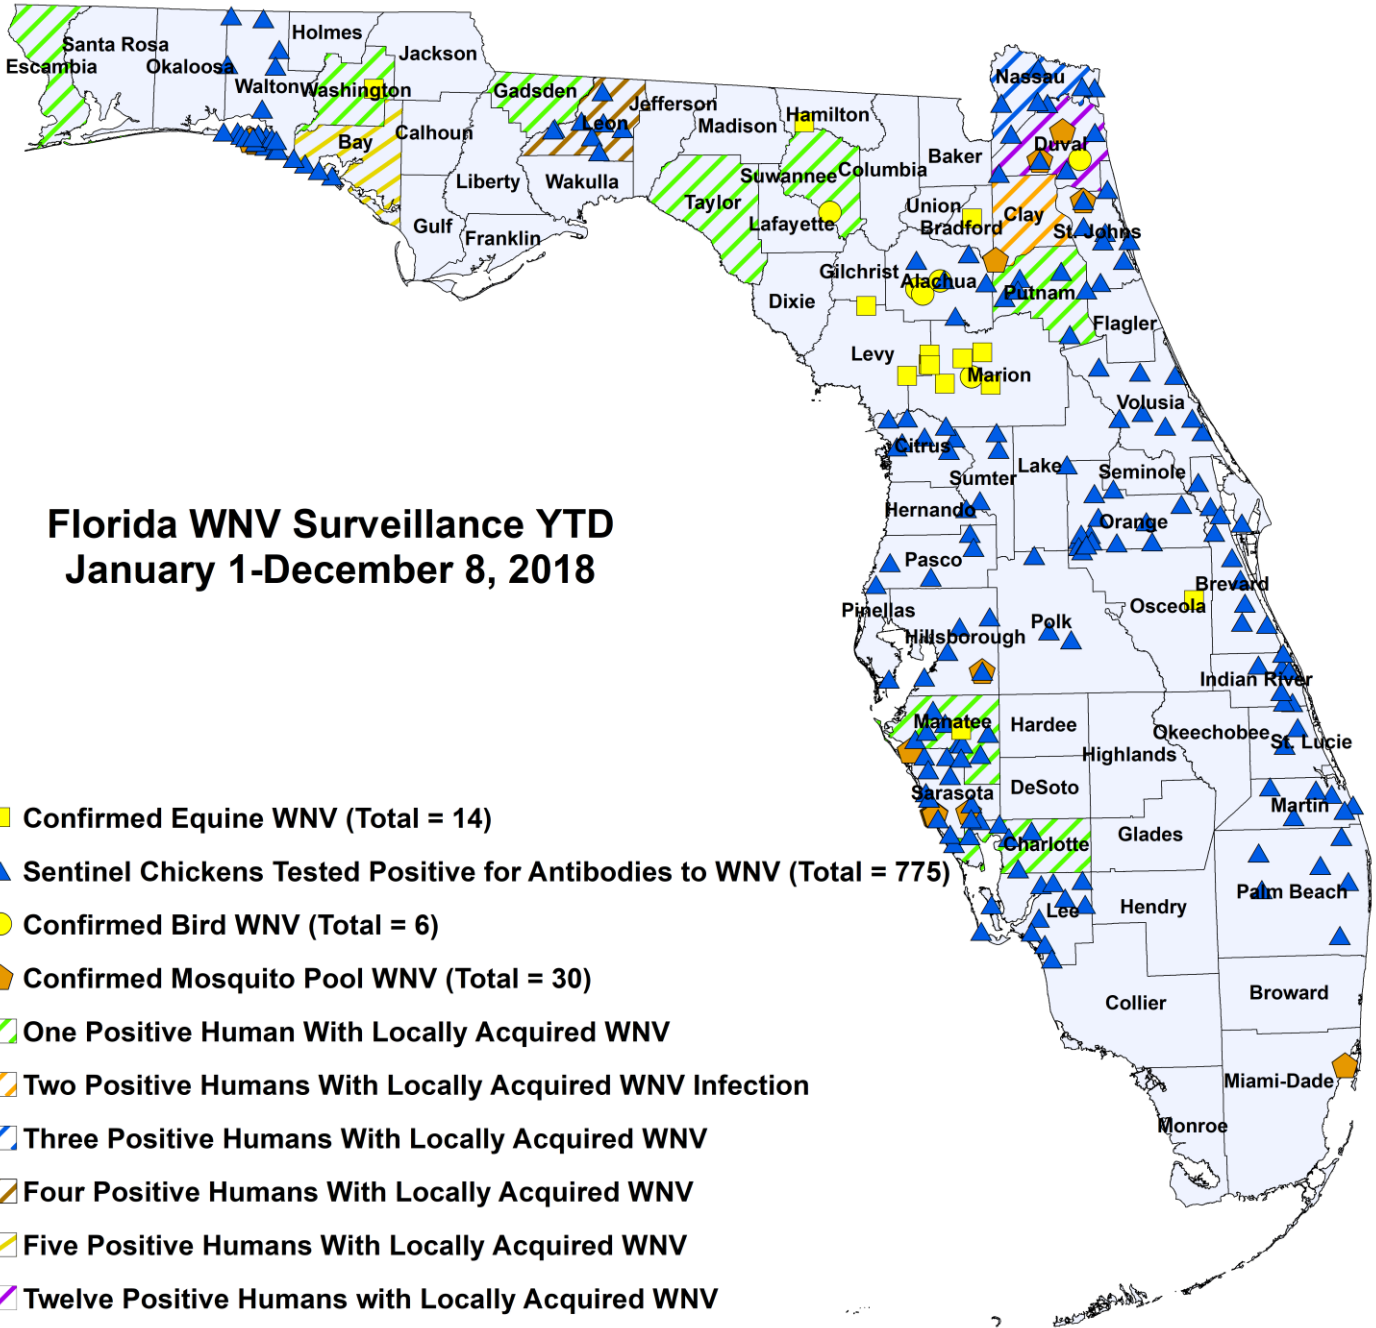 Holmes
Santa Rosa
Jackson
Escambia
Okaloosa
Walton
Washington
Gadsden
Jefferson
Hamilton
Nassau
Leon
Madison
Calhoun
Bay
Duval
Baker
Columbia
Suwannee
Liberty
Wakulla
Taylor
Union
Clay
Lafayette
Bradford
Gulf
Franklin
St. Johns
Gilchrist
Alachua
Putnam
Dixie
Flagler
Levy
Marion
Volusia
Citrus
Lake
Seminole
Sumter
Hernando
Orange
Florida WNV Surveillance YTD
January 1-December 8, 2018
Pasco
Brevard
Osceola
Pinellas
Polk
Hillsborough
Indian River
Manatee
Hardee
Okeechobee
St. Lucie
Highlands
DeSoto
Sarasota
Martin
Glades
Charlotte
Palm Beach
Hendry
Lee
Broward
Collier
Miami-Dade
Monroe
Confirmed Equine WNV (Total = 14)
Sentinel Chickens Tested Positive for Antibodies to WNV (Total = 775)
Confirmed Bird WNV (Total = 6)
Confirmed Mosquito Pool WNV (Total = 30)
One Positive Human With Locally Acquired WNV
Two Positive Humans With Locally Acquired WNV Infection
Three Positive Humans With Locally Acquired WNV
Four Positive Humans With Locally Acquired WNV
Five Positive Humans With Locally Acquired WNV
Twelve Positive Humans with Locally Acquired WNV